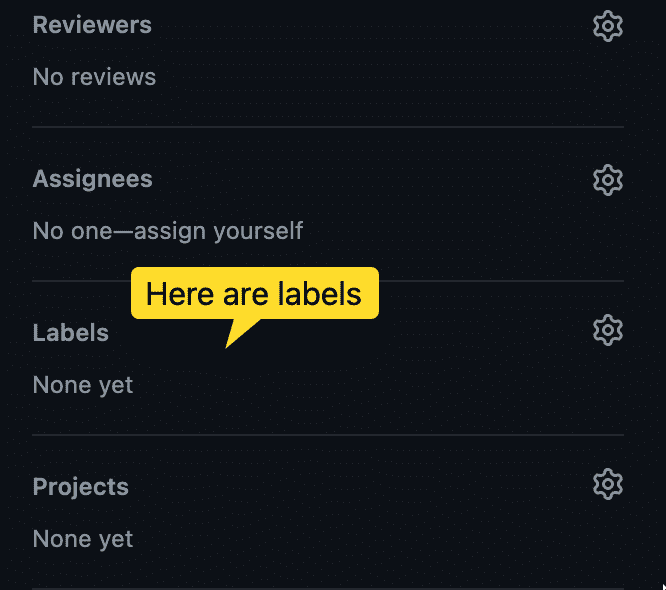 Reviewers
No reviews
Assignees
No one—assign yourself
Here are labels
Labels
None yet
Projects
None yet